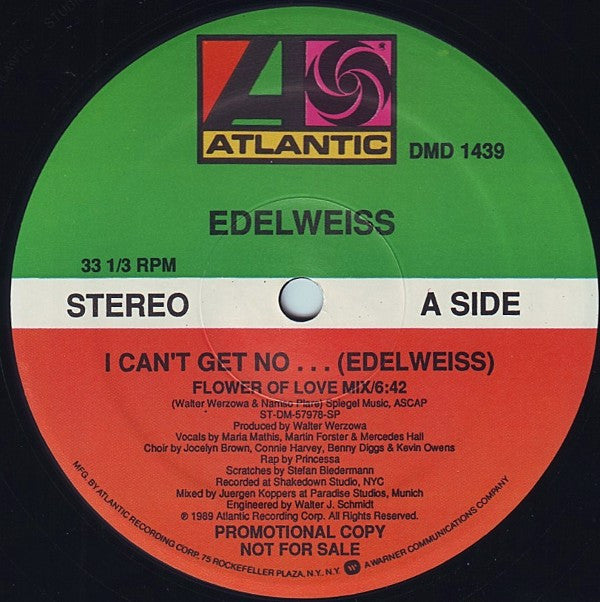 ATLANTIC
DMD 1439
EDELWEISS
33 1/3 RPM
STEREO
A SIDE
I CAN'T GET NO . . . (EDELWEISS)
FLOWER OF LOVE MIX/6:42
(Walter Werzowa & Namso Plare) Spiegel Music, ASCAP
ST-DM-57978-SP
Produced by Walter Werzowa
Vocals by Maria Mathis, Martin Forster & Mercedes Hall
Choir by Jocelyn Brown, Connie Harvey, Benny Diggs & Kevin Owens
Rap by Princessa
Scratches by Stefan Biedermann
Recorded at Shakedown Studio, NYC
Mixed by Juergen Koppers at Paradise Studios, Munich
Engineered by Walter J. Schmidt
℗ 1989 Atlantic Recording Corp. All Rights Reserved.
PROMOTIONAL COPY
NOT FOR SALE
MFG. BY ATLANTIC RECORDING CORP. 75 ROCKEFELLER PLAZA, N.Y. N.Y. A WARNER COMMUNICATIONS COMPANY